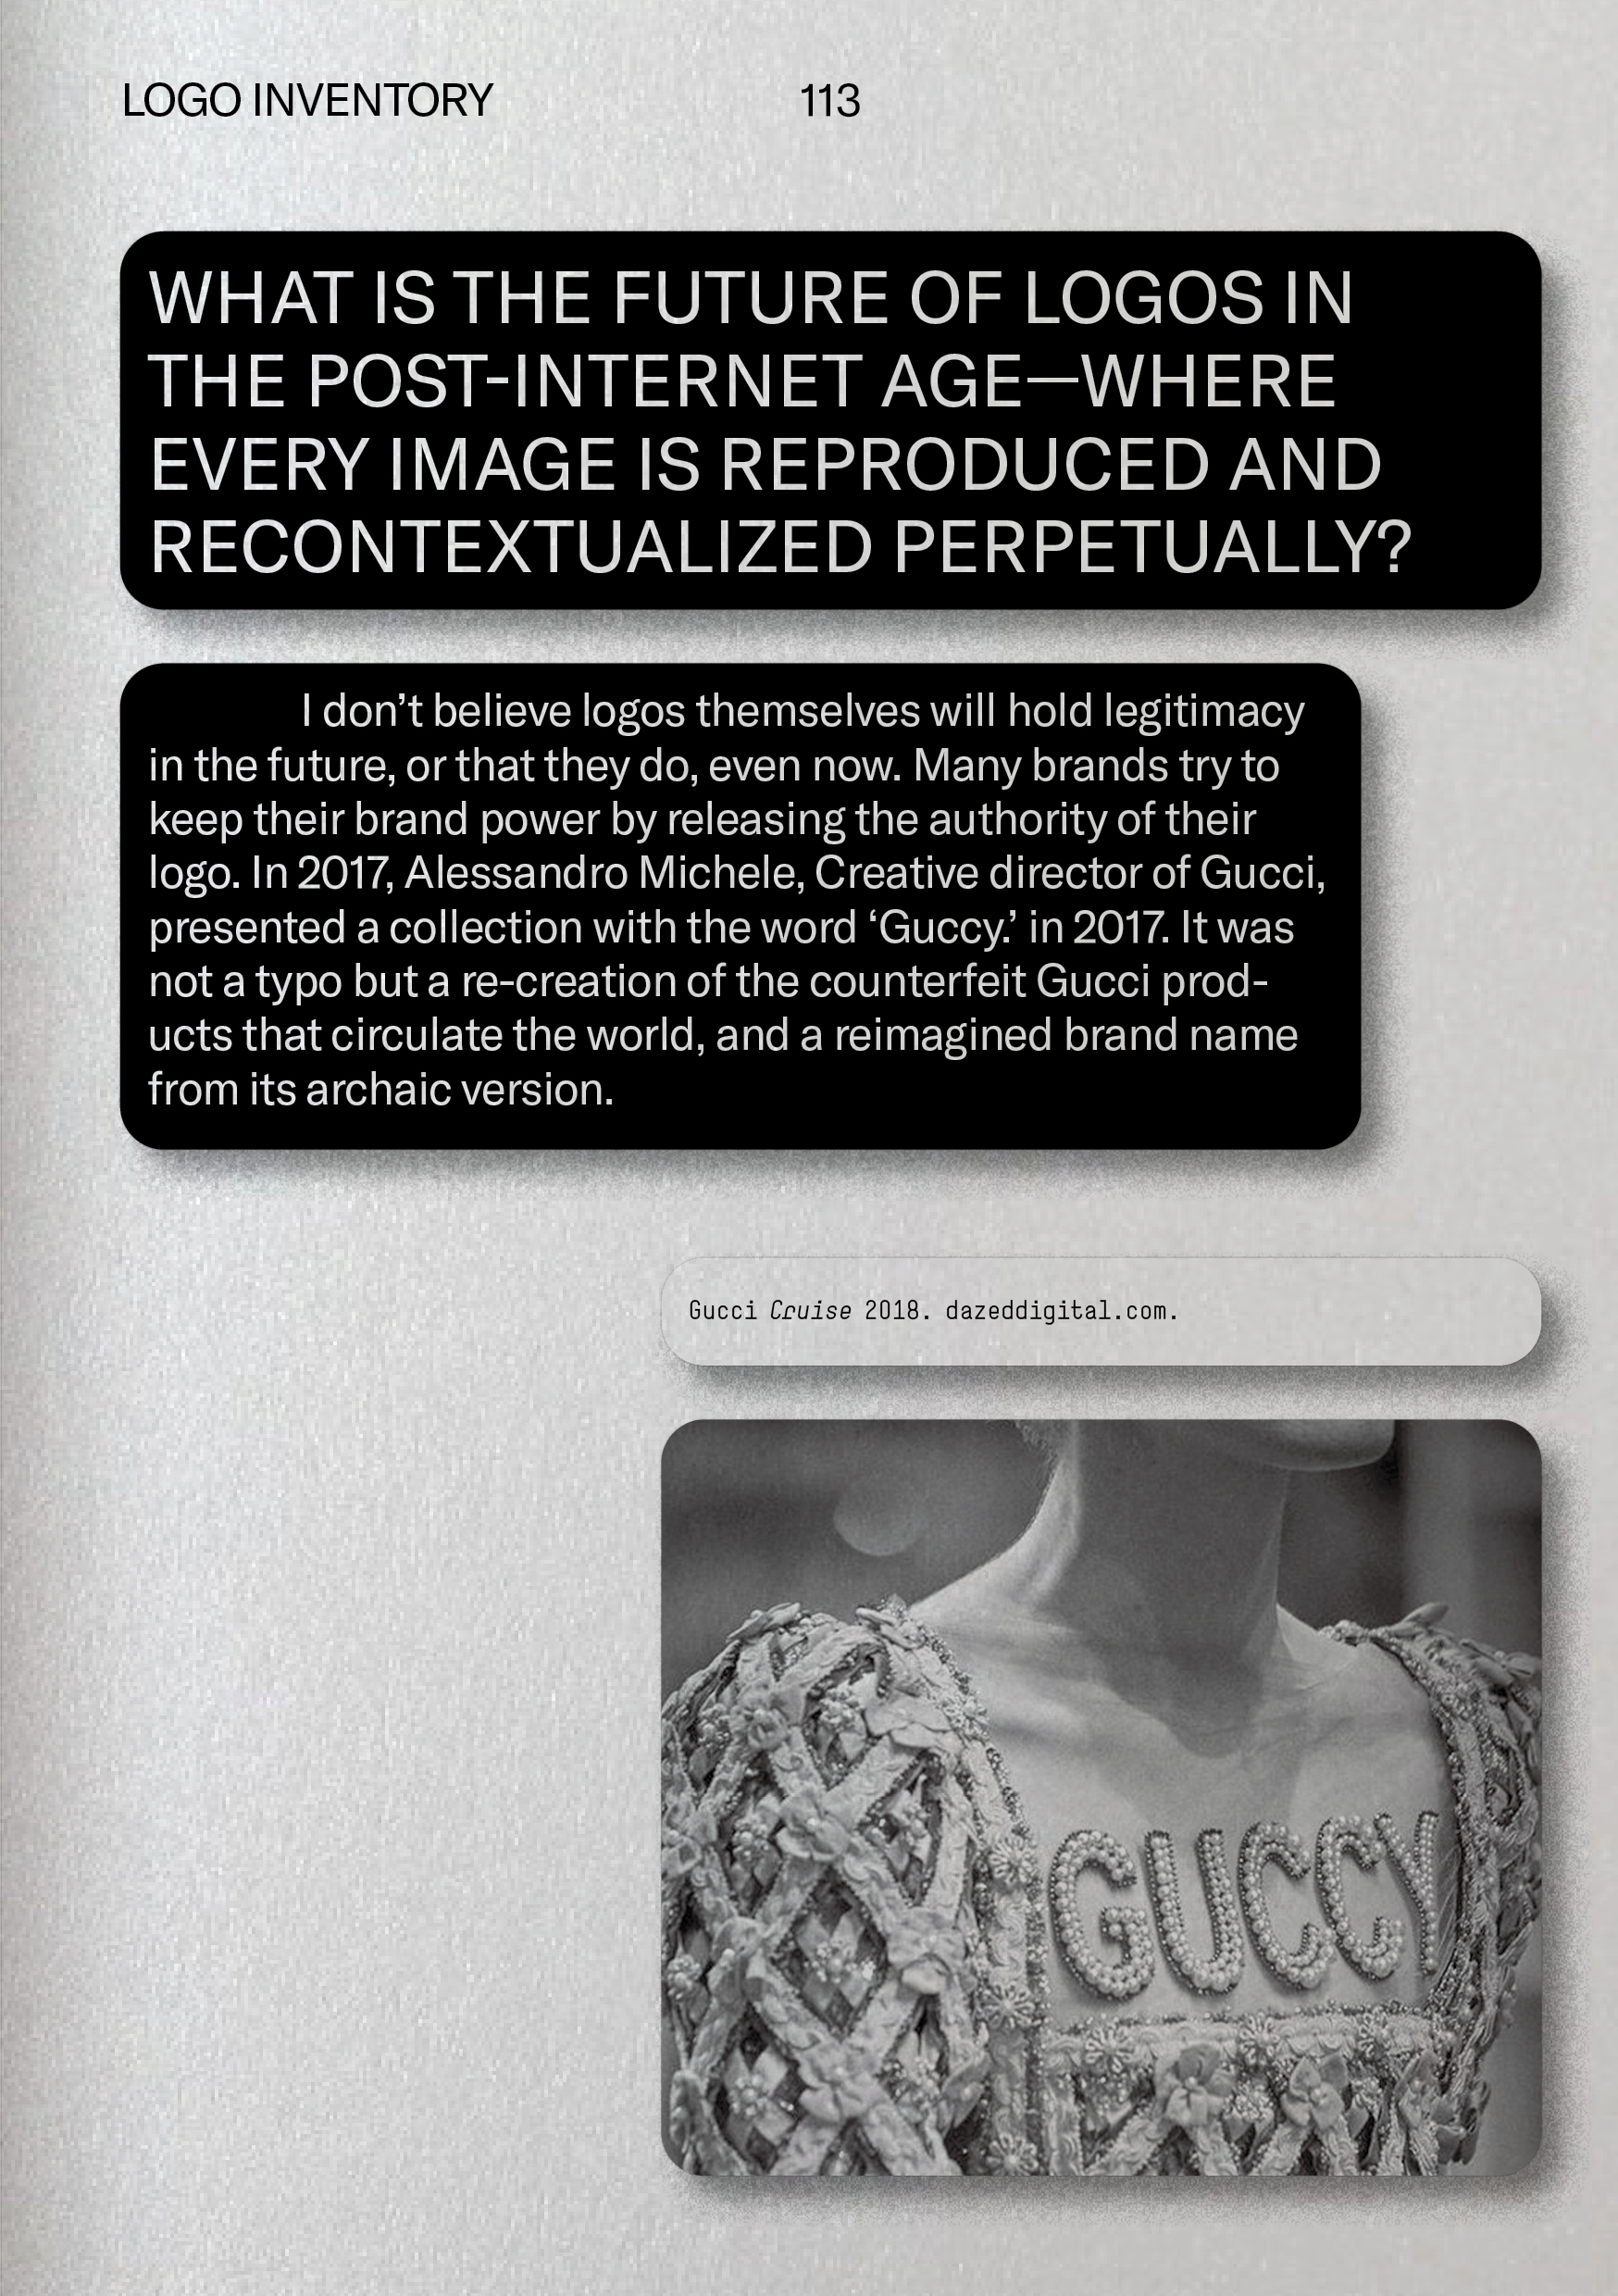 LOGO INVENTORY
113
WHAT IS THE FUTURE OF LOGOS IN
THE POST-INTERNET AGE—WHERE
EVERY IMAGE IS REPRODUCED AND
RECONTEXTUALIZED PERPETUALLY?
I don’t believe logos themselves will hold legitimacy
in the future, or that they do, even now. Many brands try to
keep their brand power by releasing the authority of their
logo. In 2017, Alessandro Michele, Creative director of Gucci,
presented a collection with the word ‘Guccy.’ in 2017. It was
not a typo but a re-creation of the counterfeit Gucci prod-
ucts that circulate the world, and a reimagined brand name
from its archaic version.
Gucci Cruise 2018. dazeddigital.com.
GUCCY